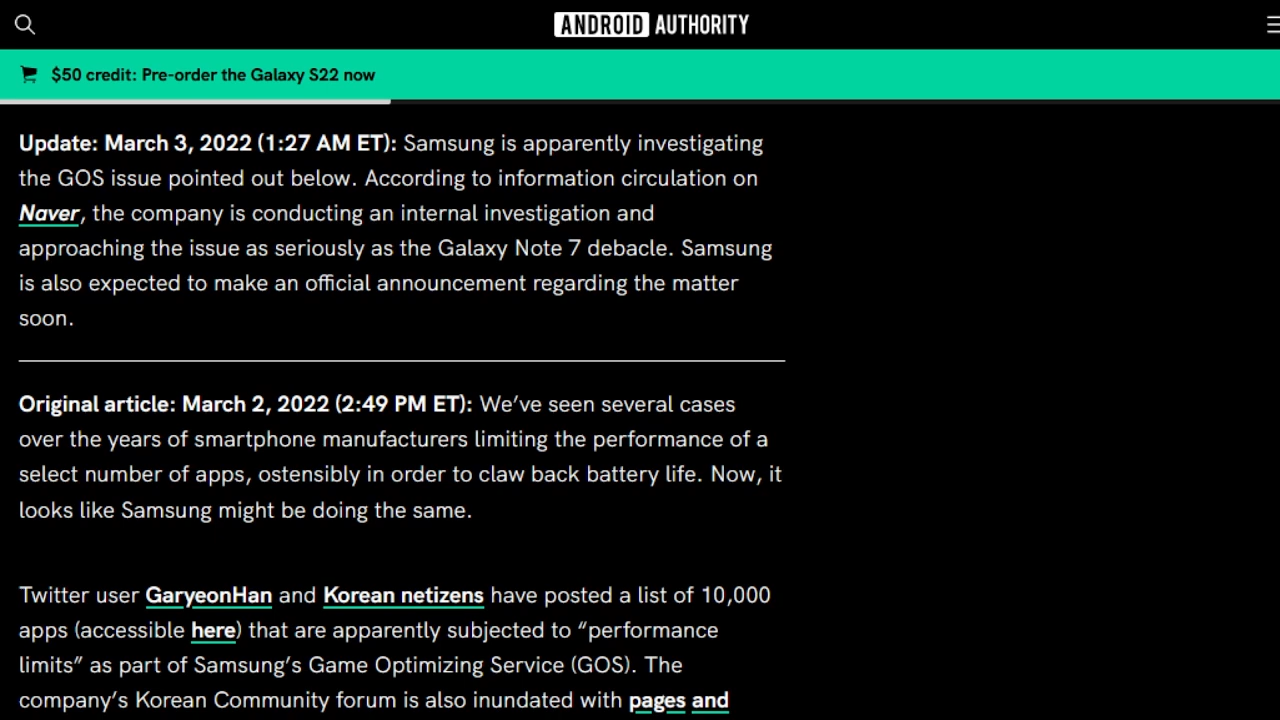 ANDROID AUTHORITY
$50 credit: Pre-order the Galaxy S22 now
Update: March 3, 2022 (1:27 AM ET): Samsung is apparently investigating
the GOS issue pointed out below. According to information circulation on
Naver, the company is conducting an internal investigation and
approaching the issue as seriously as the Galaxy Note 7 debacle. Samsung
is also expected to make an official announcement regarding the matter
soon.
Original article: March 2, 2022 (2:49 PM ET): We’ve seen several cases
over the years of smartphone manufacturers limiting the performance of a
select number of apps, ostensibly in order to claw back battery life. Now, it
looks like Samsung might be doing the same.
Twitter user GaryeonHan and Korean netizens have posted a list of 10,000
apps (accessible here) that are apparently subjected to “performance
limits” as part of Samsung’s Game Optimizing Service (GOS). The
company’s Korean Community forum is also inundated with pages and